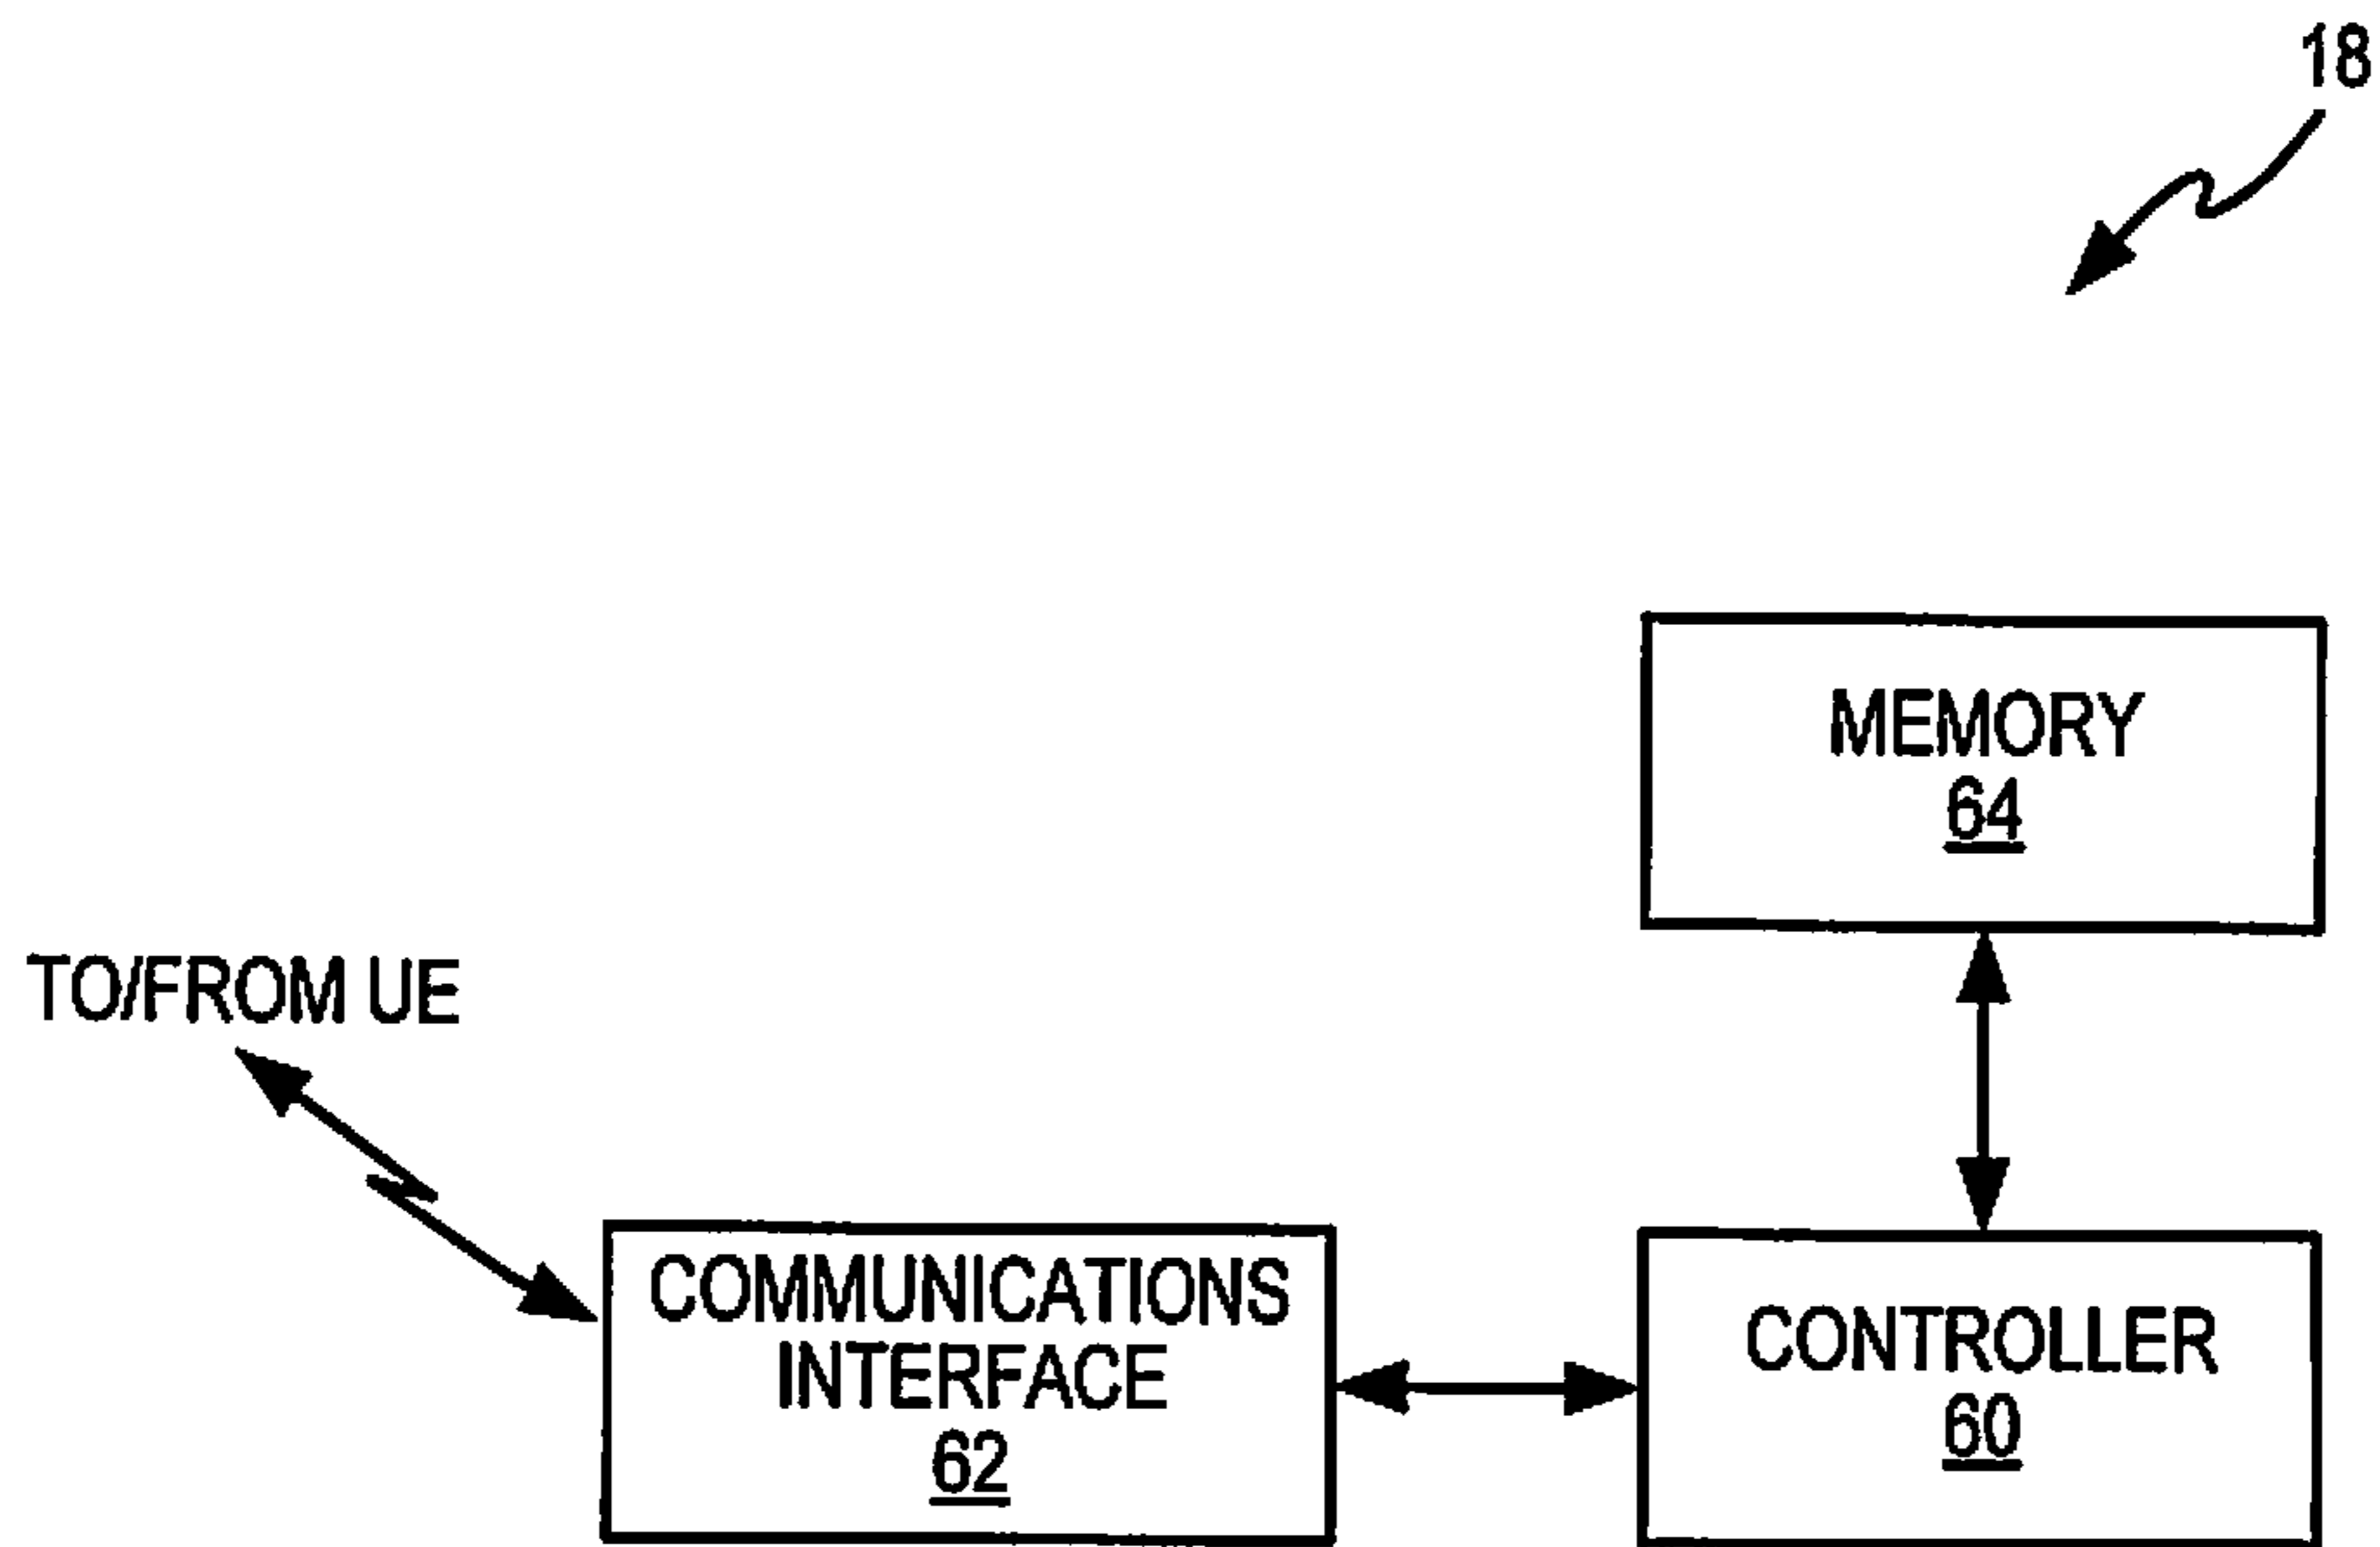 18
MEMORY
64
TO/FROM UE
COMMUNICATIONS
INTERFACE
62
CONTROLLER
60